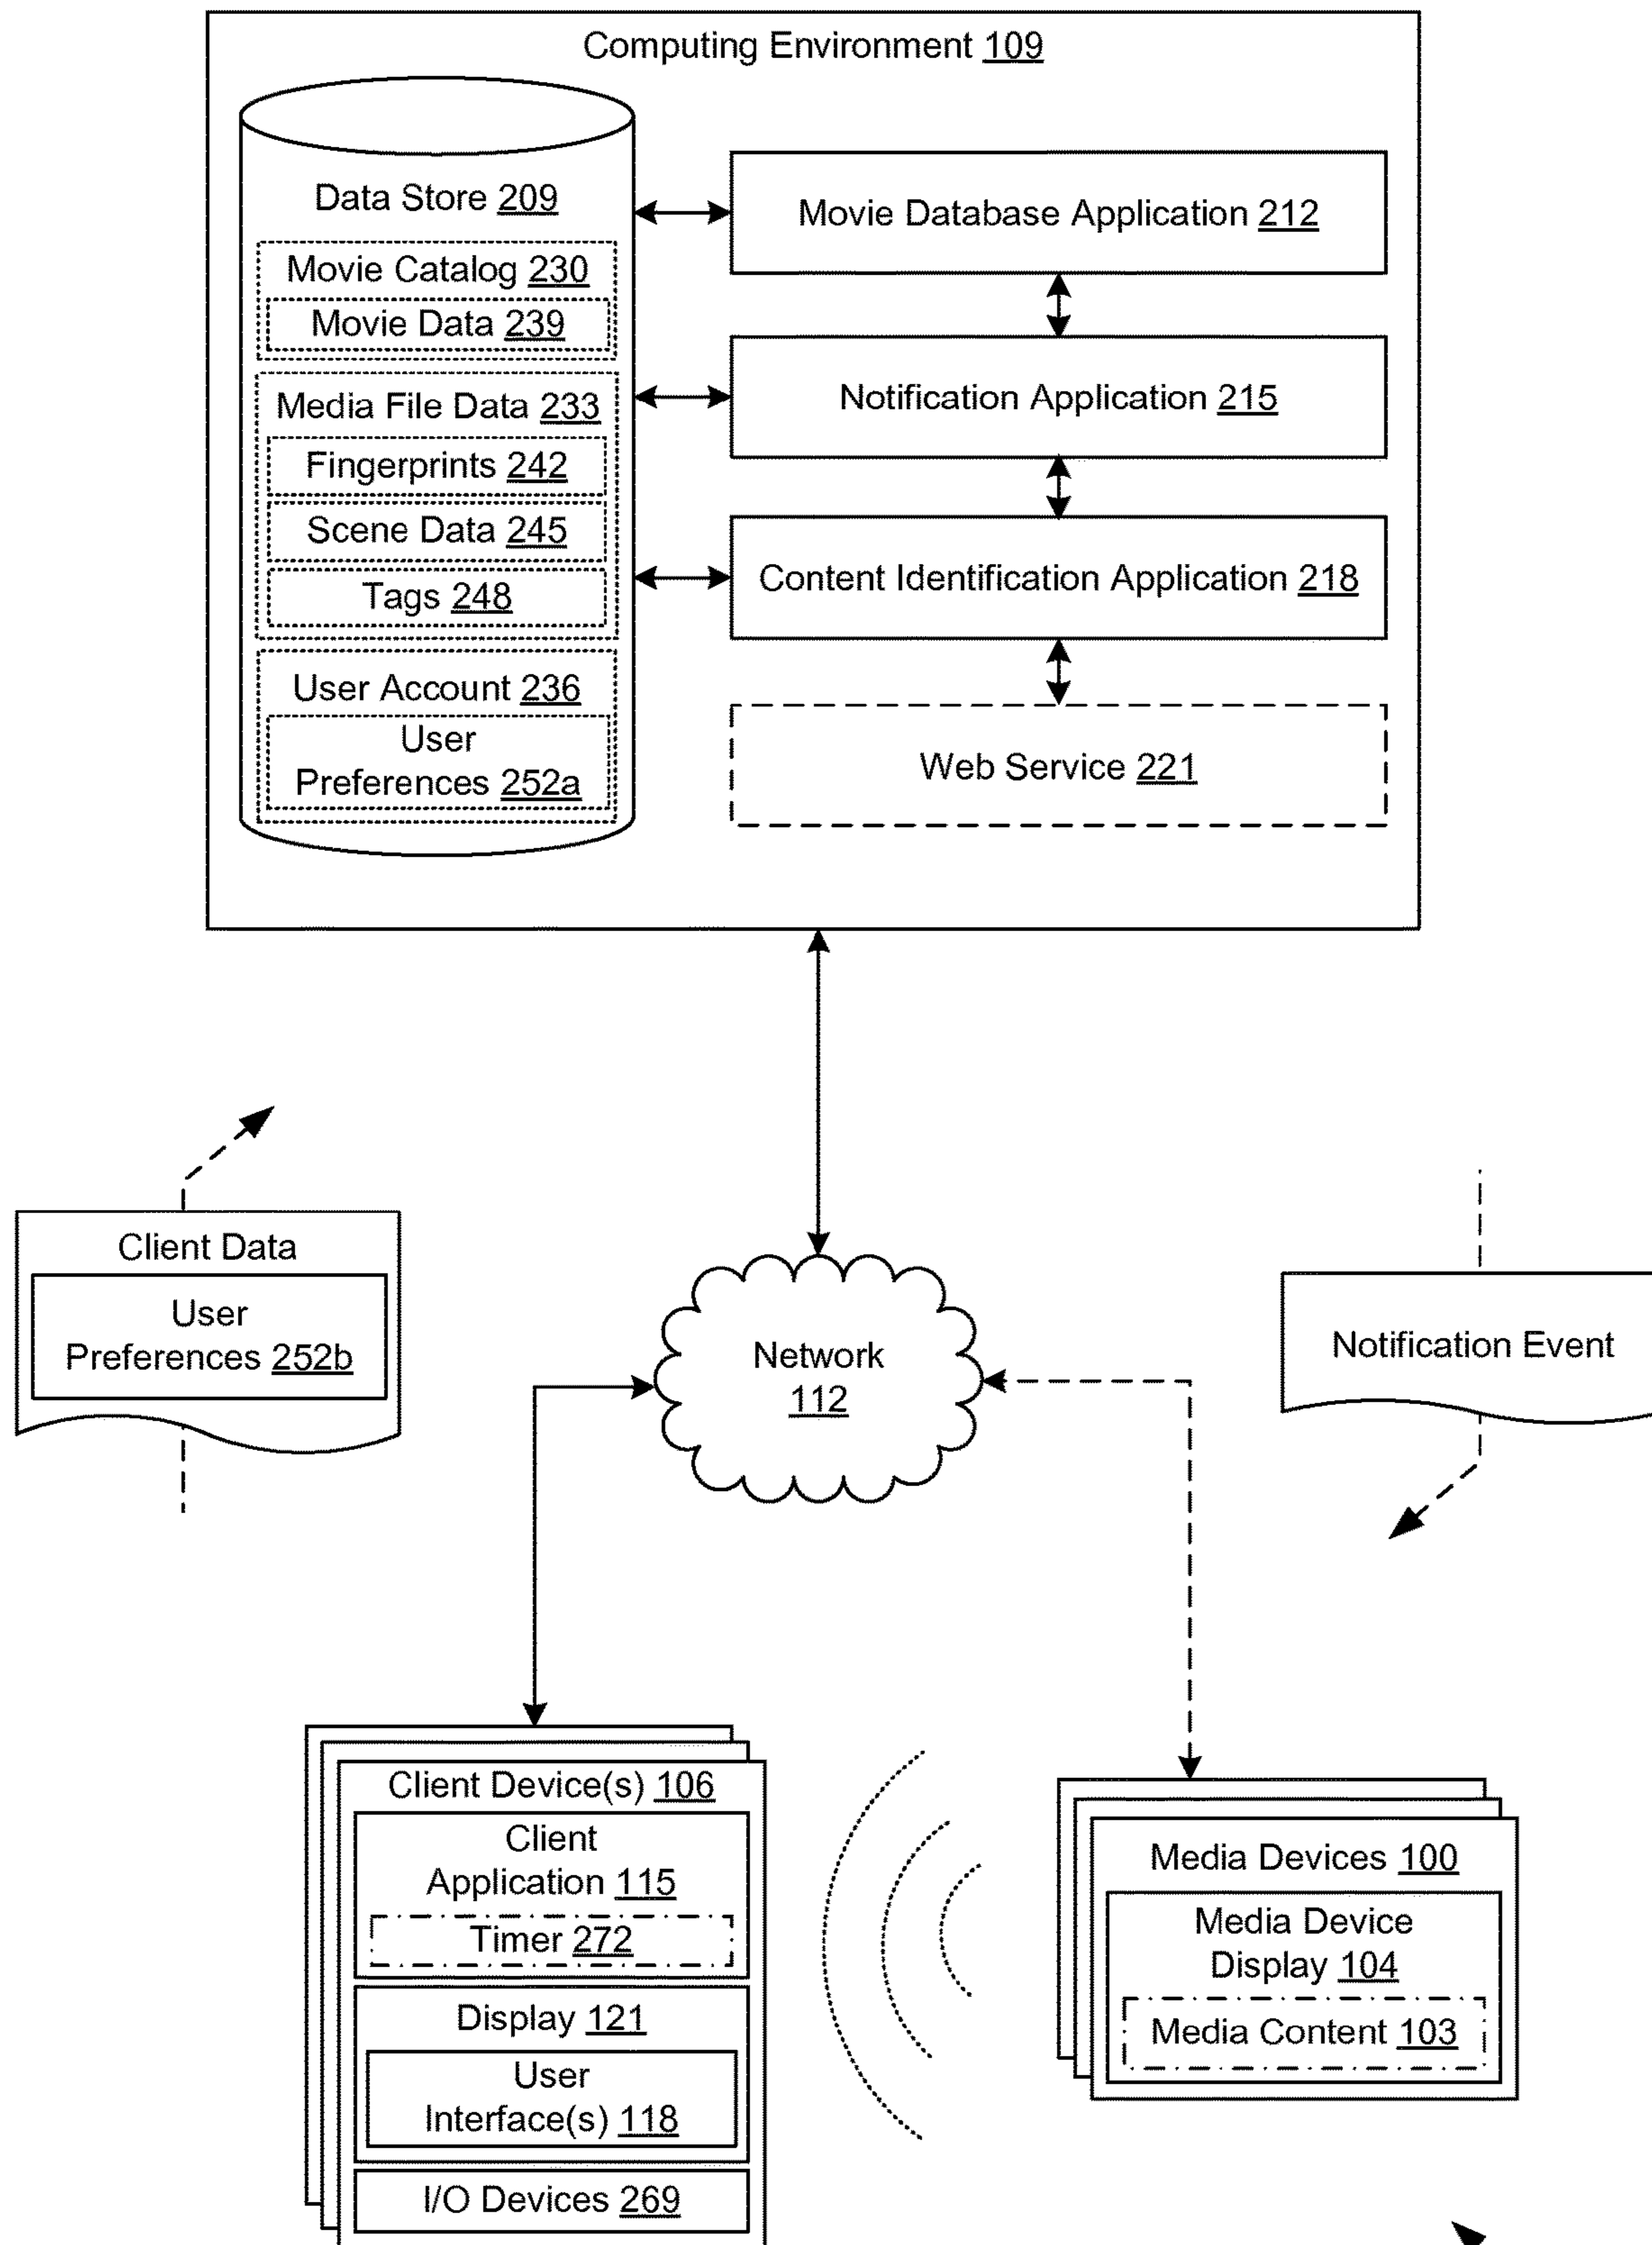 Computing Environment 109
Data Store 209
Movie Catalog 230
Movie Data 239
Media File Data 233
Fingerprints 242
Scene Data 245
Tags 248
User Account 236
User
Preferences 252a
Movie Database Application 212
Notification Application 215
Content Identification Application 218
Web Service 221
Client Data
User
Preferences 252b
Network
112
Notification Event
Client Device(s) 106
Client
Application 115
Timer 272
Display 121
User
Interface(s) 118
I/O Devices 269
Media Devices 100
Media Device
Display 104
Media Content 103